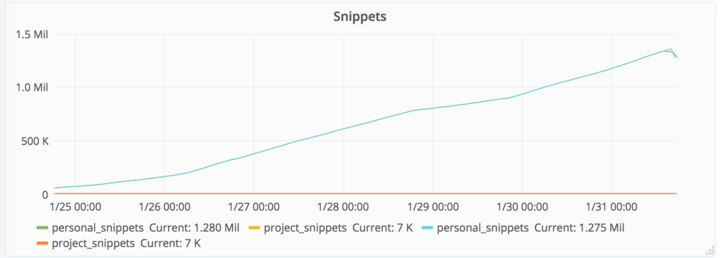 Snippets
1.5 Mil
1.0 Mil
500 K
0
1/25 00:00 1/26 00:00 1/27 00:00 1/28 00:00 1/29 00:00 1/30 00:00 1/31 00:00
personal_snippets Current: 1.280 Mil project_snippets Current: 7 K personal_snippets Current: 1.275 Mil
project_snippets Current: 7 K